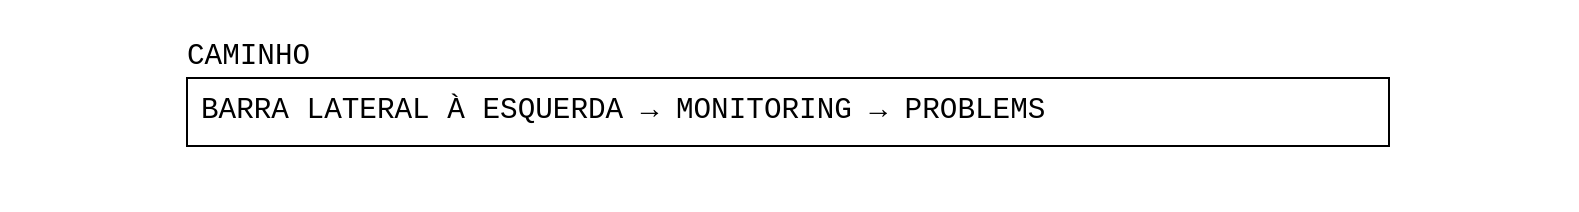 CAMINHO
BARRA LATERAL À ESQUERDA → MONITORING → PROBLEMS